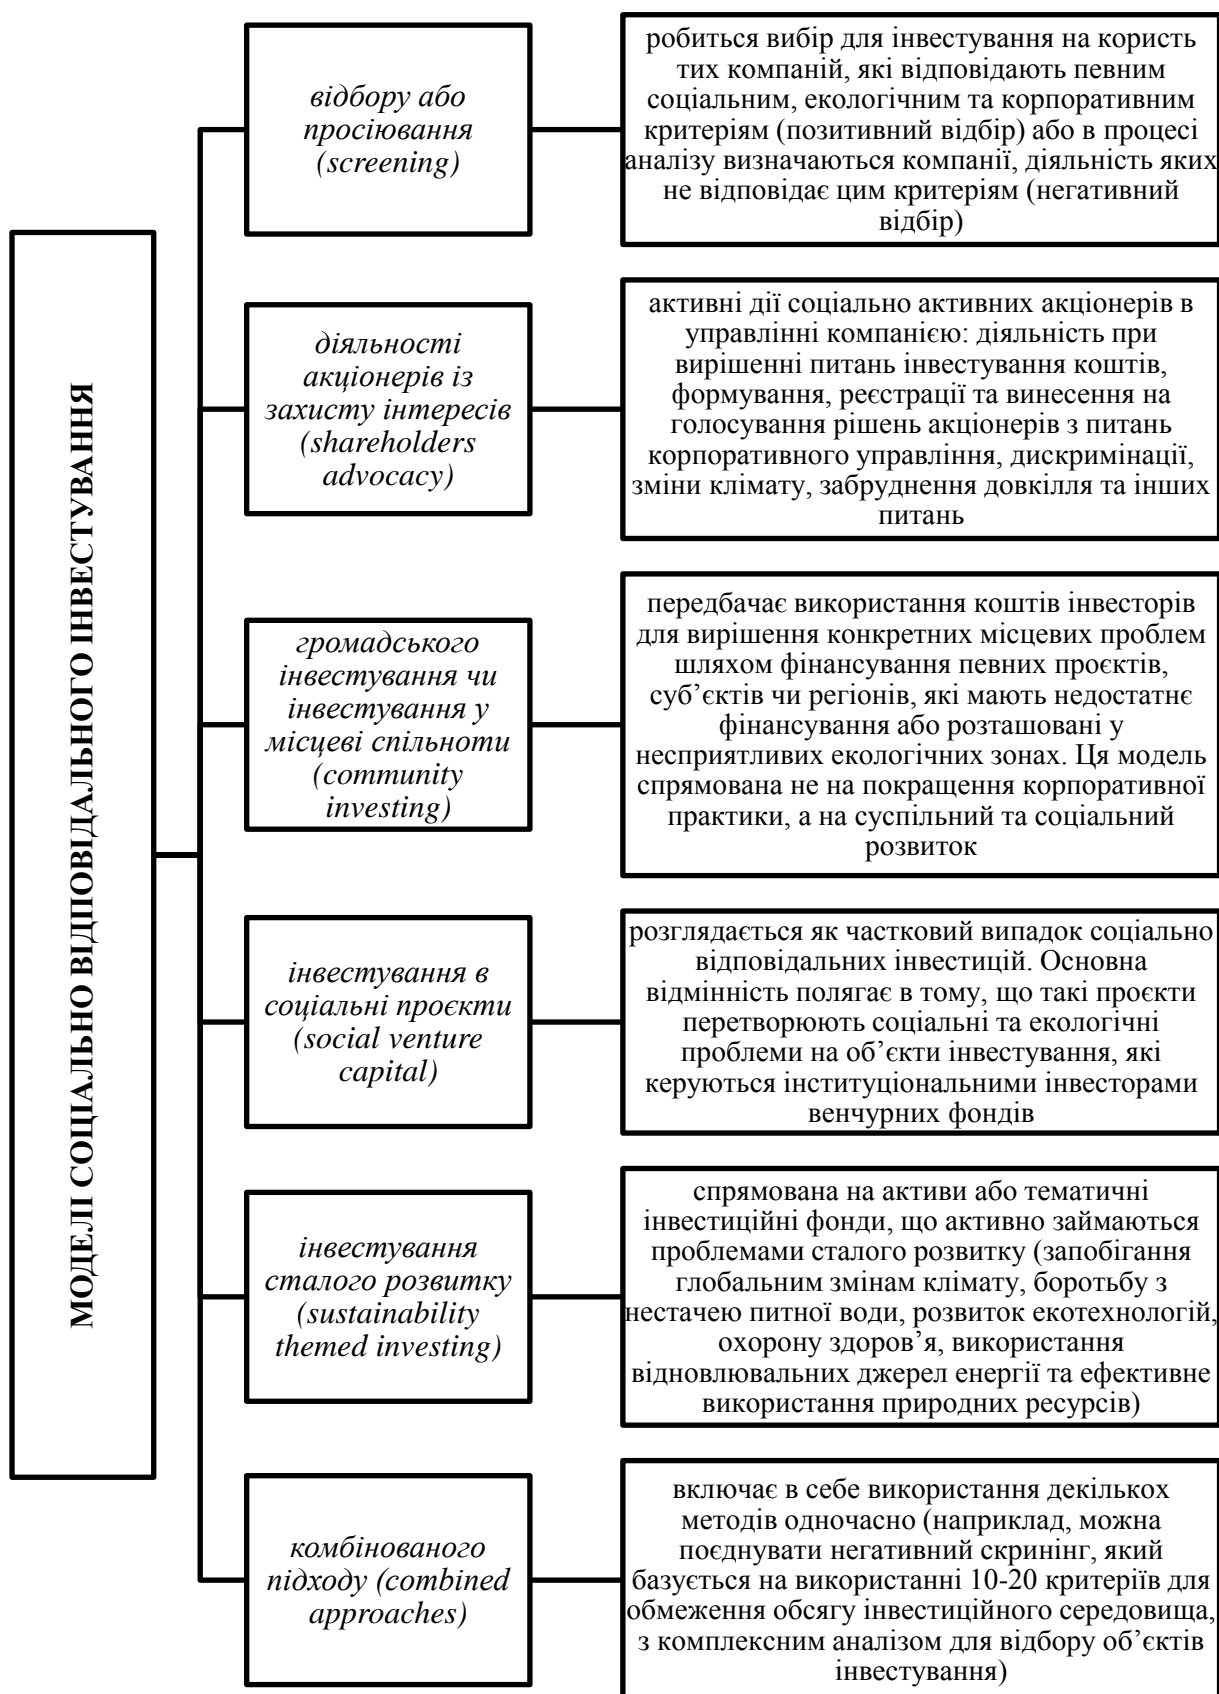 МОДЕЛІ СОЦІАЛЬНО ВІДПОВІДАЛЬНОГО ІНВЕСТУВАННЯ
відбору або
просіювання
(screening)
робиться вибір для інвестування на користь
тих компаній, які відповідають певним
соціальним, екологічним та корпоративним
критеріям (позитивний відбір) або в процесі
аналізу визначаються компанії, діяльність яких
не відповідає цим критеріям (негативний
відбір)
діяльності
акціонерів із
захисту інтересів
(shareholders
advocacy)
активні дії соціально активних акціонерів в
управлінні компанією: діяльність при
вирішенні питань інвестування коштів,
формування, реєстрації та винесення на
голосування рішень акціонерів з питань
корпоративного управління, дискримінації,
зміни клімату, забруднення довкілля та інших
питань
громадського
інвестування чи
інвестування у
місцеві спільноти
(community
investing)
передбачає використання коштів інвесторів
для вирішення конкретних місцевих проблем
шляхом фінансування певних проєктів,
суб’єктів чи регіонів, які мають недостатнє
фінансування або розташовані у
несприятливих екологічних зонах. Ця модель
спрямована не на покращення корпоративної
практики, а на суспільний та соціальний
розвиток
інвестування в
соціальні проєкти
(social venture
capital)
розглядається як частковий випадок соціально
відповідальних інвестицій. Основна
відмінність полягає в тому, що такі проєкти
перетворюють соціальні та екологічні
проблеми на об’єкти інвестування, які
керуються інституціональними інвесторами
венчурних фондів
інвестування
сталого розвитку
(sustainability
themed investing)
спрямована на активи або тематичні
інвестиційні фонди, що активно займаються
проблемами сталого розвитку (запобігання
глобальним змінам клімату, боротьбу з
нестачею питної води, розвиток екотехнологій,
охорону здоров’я, використання
відновлювальних джерел енергії та ефективне
використання природних ресурсів)
комбінованого
підходу (combined
approaches)
включає в себе використання декількох
методів одночасно (наприклад, можна
поєднувати негативний скринінг, який
базується на використанні 10-20 критеріїв для
обмеження обсягу інвестиційного середовища,
з комплексним аналізом для відбору об’єктів
інвестування)